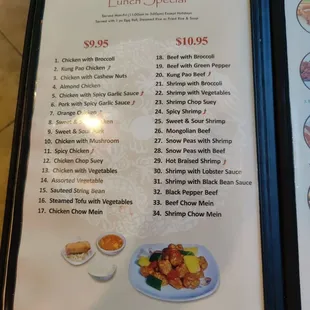 Lunch Special
$9.95
1. Chicken with Broccoli
2. Kung Pao Chicken
3. Chicken with Cashew Nuts
4. Almond Chicken
5. Chicken with Spicy Garlic Sauce
6. Pork with Spicy Garlic Sauce
7. Orange Chicken
8. Sweet &
9. Sweet & Sour
10. Chicken with Mushroom
11. Spicy Chicken
12. Chicken Chop Suey
13. Chicken with Vegetables
14. Assorted Vegetable
15. Sauteed String Bean
16. Steamed Tofu with Vegetables
17. Chicken Chow Mein
$10.95
18. Beef with Broccoli
19. Beef with Green Pepper
20. Kung Pao Beef
21. Shrimp with Broccoli
22. Shrimp with Vegetables
23. Shrimp Chop Suey
24. Spicy Shrimp
25. Sweet & Sour Shrimp
26. Mongolian Beef
27. Snow Peas with Shrimp
28. Snow Peas with Beef
29. Hot Braised Shrimp
30. Shrimp with Lobster Sauce
31. Shrimp with Black Bean Sauce
32. Black Pepper Beef
33. Beef Chow Mein
34. Shrimp Chow Mein